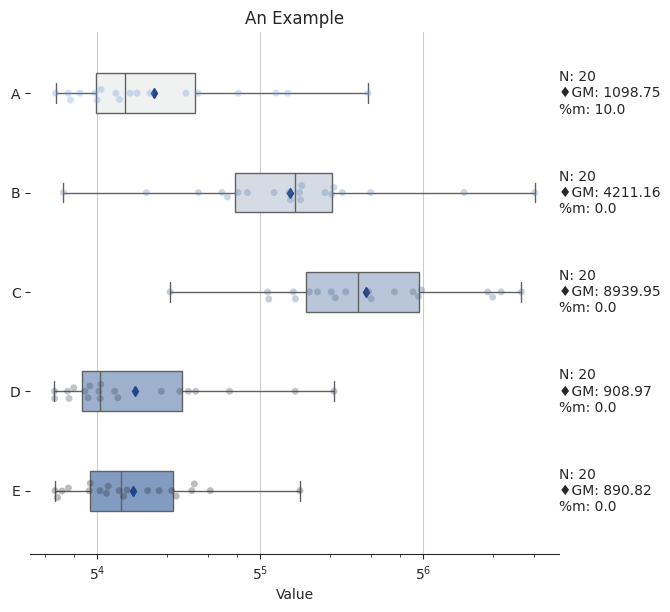 An Example
A
N: 20
♦GM: 1098.75
%m: 10.0
B
N: 20
♦GM: 4211.16
%m: 0.0
C
N: 20
♦GM: 8939.95
%m: 0.0
D
N: 20
♦GM: 908.97
%m: 0.0
E
N: 20
♦GM: 890.82
%m: 0.0
5⁴ 5⁵ 5⁶
Value